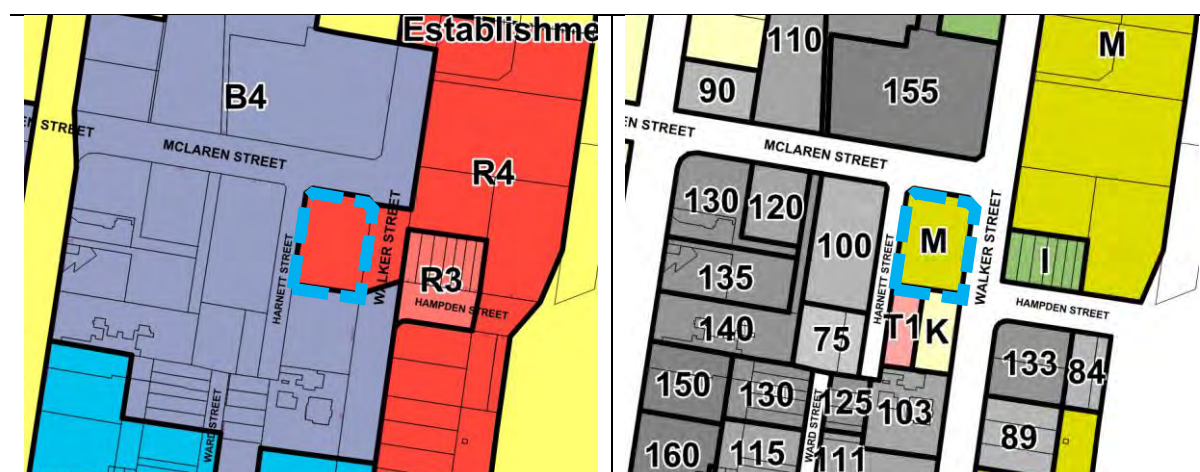 Establishme
B4
EN STREET
MCLAREN STREET
R4
WALKER STREET
HARNETT STREET
R3
HAMPDEN STREET
WARD STREET
110
M
90
155
EN STREET
MCLAREN STREET
130
120
100
M
WALKER STREET
I
135
HARNETT STREET
HAMPDEN STREET
140
75
T1
K
133
84
150
130
125
103
WARD STREET
89
160
115
111